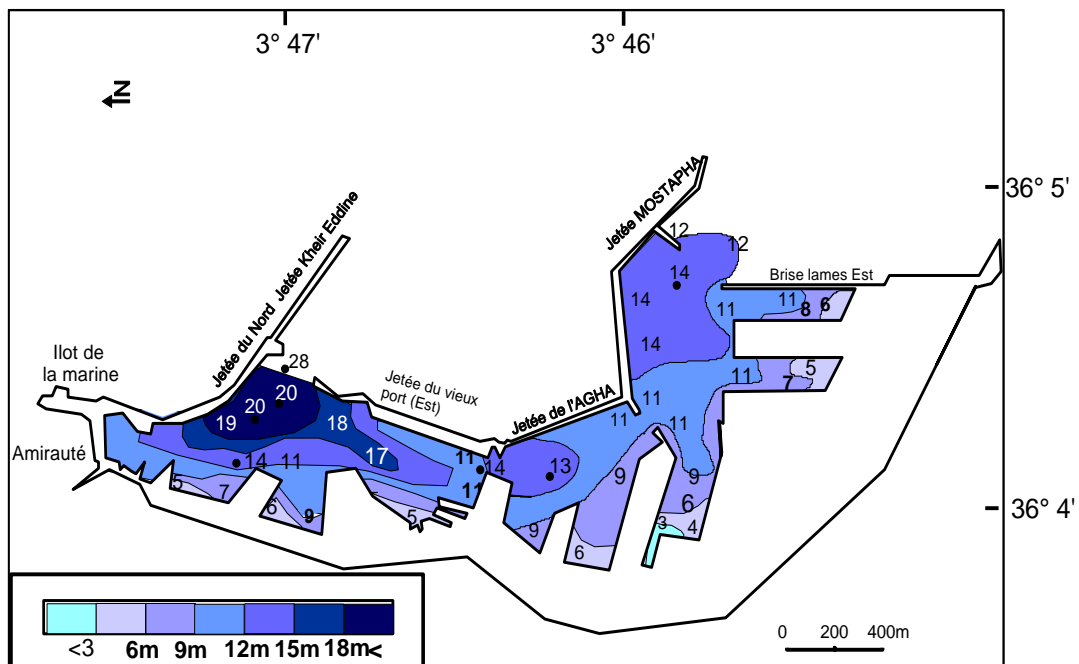 3° 47'
3° 46'
N
36° 5'
36° 4'
Jetée MOSTAPHA
Jetée du Nord Jetée Kheir Eddine
12
12
14
Brise lames Est
14
11
11
8
6
14
Ilot de
la marine
28
Jetée du vieux
port (Est)
Jetée de l'AGHA
11
5
7
20
20
19
18
17
11
11
11
Amirauté
14
11
11
14
13
9
9
5
7
11
6
6
9
5
9
3
4
6
<3
6m
9m
12m
15m
18m<
0
200
400m